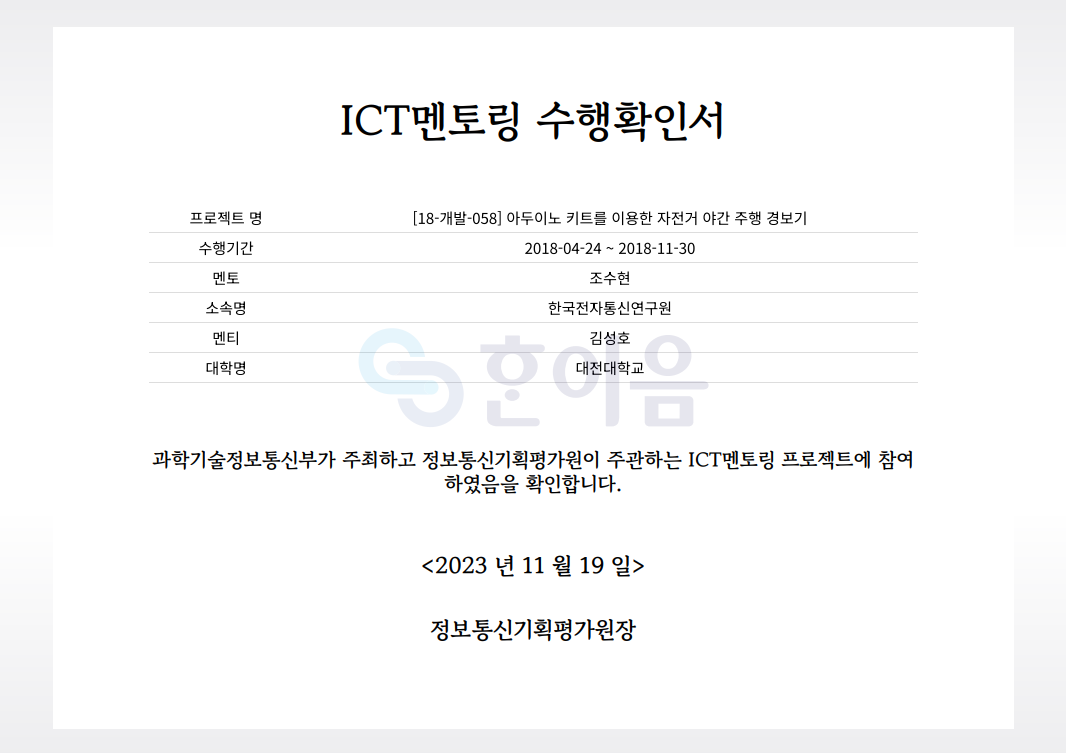 ICT멘토링 수행확인서
프로젝트 명 [18-개발-058] 아두이노 키트를 이용한 자전거 야간 주행 경보기
수행기간 2018-04-24 ~ 2018-11-30
멘토 조수현
소속명 한국전자통신연구원
멘티 김성호
대학명 대전대학교
한이음
과학기술정보통신부가 주최하고 정보통신기획평가원이 주관하는 ICT멘토링 프로젝트에 참여
하였음을 확인합니다.
<2023 년 11 월 19 일>
정보통신기획평가원장